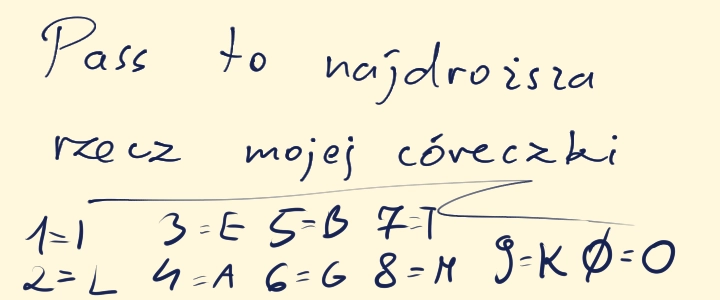 Pass to najdroższa
rzecz mojej córeczki
1=I 3=E 5=B 7=T
2=L 4=A 6=G 8=M 9=K Ø=O